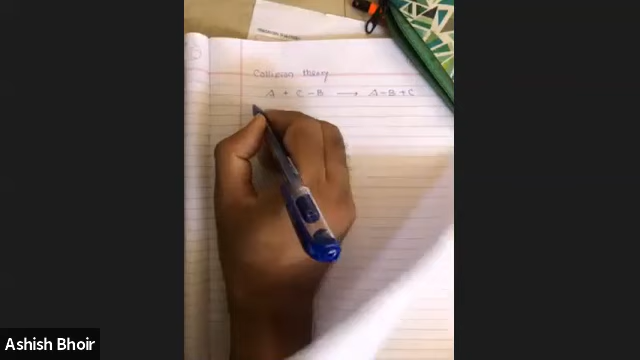 Collision theory
A + C - B → A - B + C
Ashish Bhoir